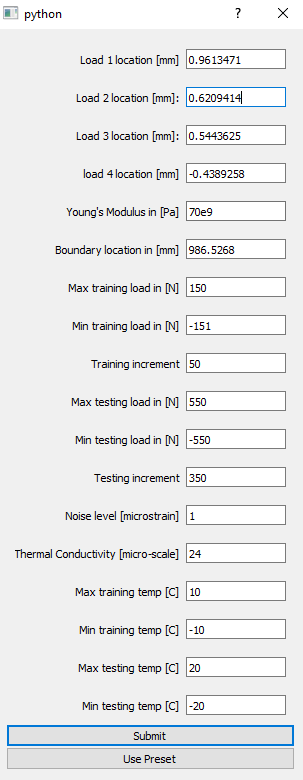 python ? ×
Load 1 location [mm] 0.9613471
Load 2 location [mm]: 0.6209414
Load 3 location [mm]: 0.5443625
load 4 location [mm] -0.4389258
Young's Modulus in [Pa] 70e9
Boundary location in [mm] 986.5268
Max training load in [N] 150
Min training load in [N] -151
Training increment 50
Max testing load in [N] 550
Min testing load in [N] -550
Testing increment 350
Noise level [microstrain] 1
Thermal Conductivity [micro-scale] 24
Max training temp [C] 10
Min training temp [C] -10
Max testing temp [C] 20
Min testing temp [C] -20
Submit
Use Preset